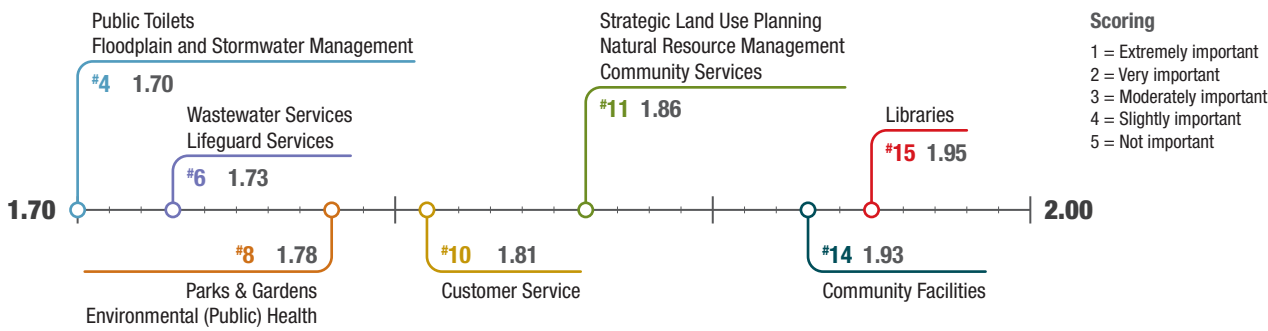 Public Toilets
Floodplain and Stormwater Management
#4 1.70
Wastewater Services
Lifeguard Services
#6 1.73
Strategic Land Use Planning
Natural Resource Management
Community Services
#11 1.86
Libraries
#15 1.95
Scoring
1 = Extremely important
2 = Very important
3 = Moderately important
4 = Slightly important
5 = Not important
1.70
2.00
#8 1.78
Parks & Gardens
Environmental (Public) Health
#10 1.81
Customer Service
#14 1.93
Community Facilities